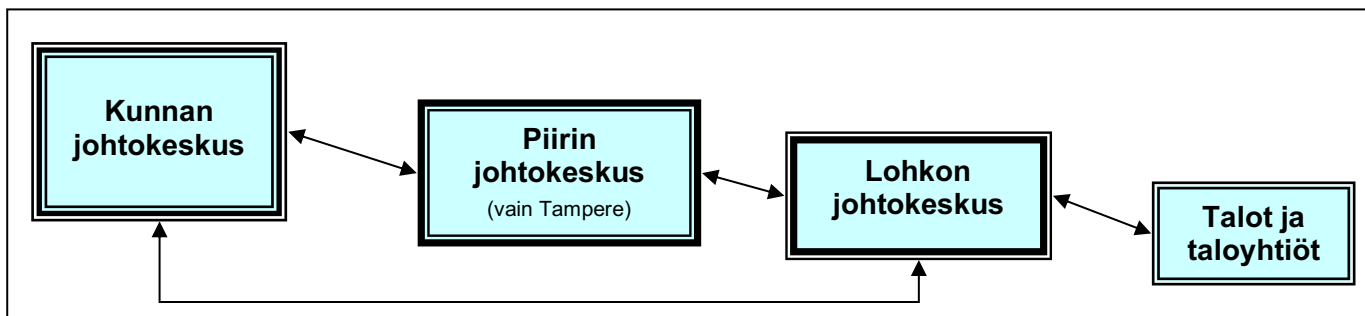 Kunnan
johtokeskus
Piirin
johtokeskus
(vain Tampere)
Lohkon
johtokeskus
Talot ja
taloyhtiöt